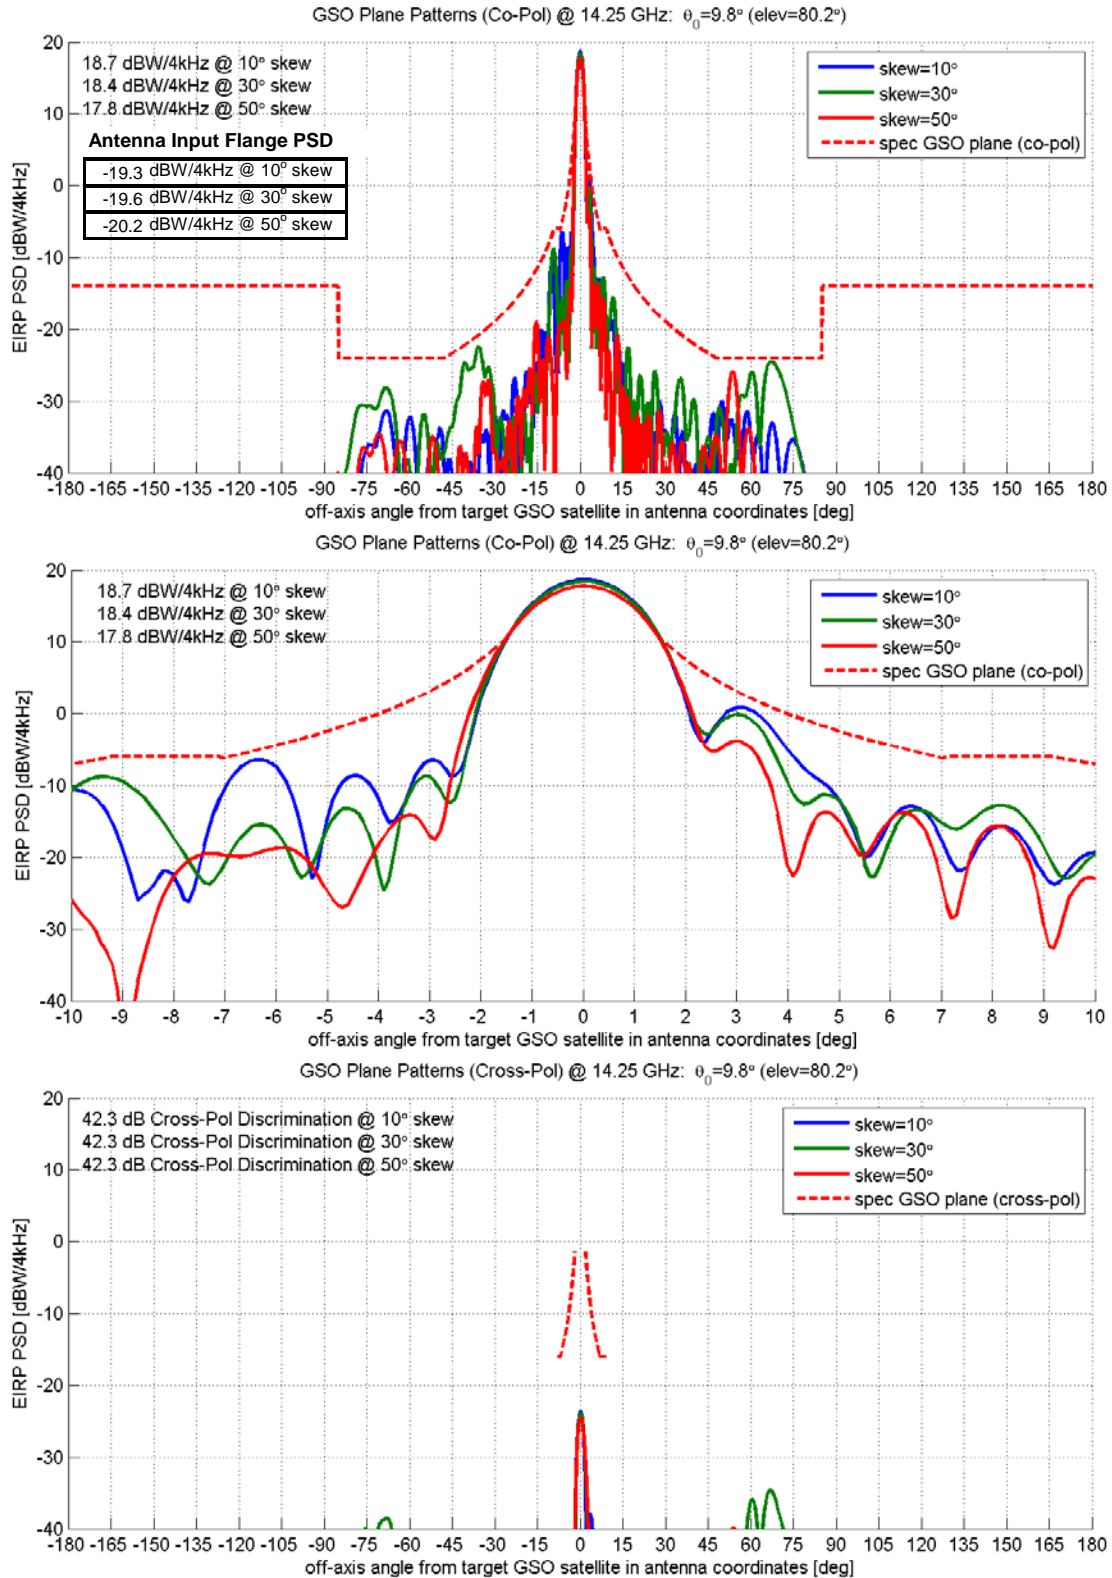 GSO Plane Patterns (Co-Pol) @ 14.25 GHz: θ0=9.8° (elev=80.2°)
18.7 dBW/4kHz @ 10° skew
18.4 dBW/4kHz @ 30° skew
17.8 dBW/4kHz @ 50° skew
Antenna Input Flange PSD
-19.3 dBW/4kHz @ 10° skew
-19.6 dBW/4kHz @ 30° skew
-20.2 dBW/4kHz @ 50° skew
skew=10°
skew=30°
skew=50°
spec GSO plane (co-pol)
EIRP PSD [dBW/4kHz]
20
10
0
-10
-20
-30
-40
-180 -165 -150 -135 -120 -105 -90 -75 -60 -45 -30 -15 0 15 30 45 60 75 90 105 120 135 150 165 180
off-axis angle from target GSO satellite in antenna coordinates [deg]
GSO Plane Patterns (Co-Pol) @ 14.25 GHz: θ0=9.8° (elev=80.2°)
18.7 dBW/4kHz @ 10° skew
18.4 dBW/4kHz @ 30° skew
17.8 dBW/4kHz @ 50° skew
skew=10°
skew=30°
skew=50°
spec GSO plane (co-pol)
EIRP PSD [dBW/4kHz]
20
10
0
-10
-20
-30
-40
-10 -9 -8 -7 -6 -5 -4 -3 -2 -1 0 1 2 3 4 5 6 7 8 9 10
off-axis angle from target GSO satellite in antenna coordinates [deg]
GSO Plane Patterns (Cross-Pol) @ 14.25 GHz: θ0=9.8° (elev=80.2°)
42.3 dB Cross-Pol Discrimination @ 10° skew
42.3 dB Cross-Pol Discrimination @ 30° skew
42.3 dB Cross-Pol Discrimination @ 50° skew
skew=10°
skew=30°
skew=50°
spec GSO plane (cross-pol)
EIRP PSD [dBW/4kHz]
20
10
0
-10
-20
-30
-40
-180 -165 -150 -135 -120 -105 -90 -75 -60 -45 -30 -15 0 15 30 45 60 75 90 105 120 135 150 165 180
off-axis angle from target GSO satellite in antenna coordinates [deg]